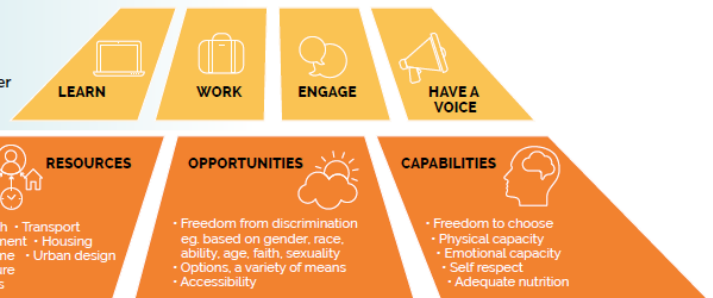 LEARN
WORK
ENGAGE
HAVE A
VOICE
RESOURCES
• Transport
• Housing
• Urban design
OPPORTUNITIES
• Freedom from discrimination
eg. based on gender, race,
ability, age, faith, sexuality
• Options, a variety of means
• Accessibility
CAPABILITIES
• Freedom to choose
• Physical capacity
• Emotional capacity
• Self respect
• Adequate nutrition